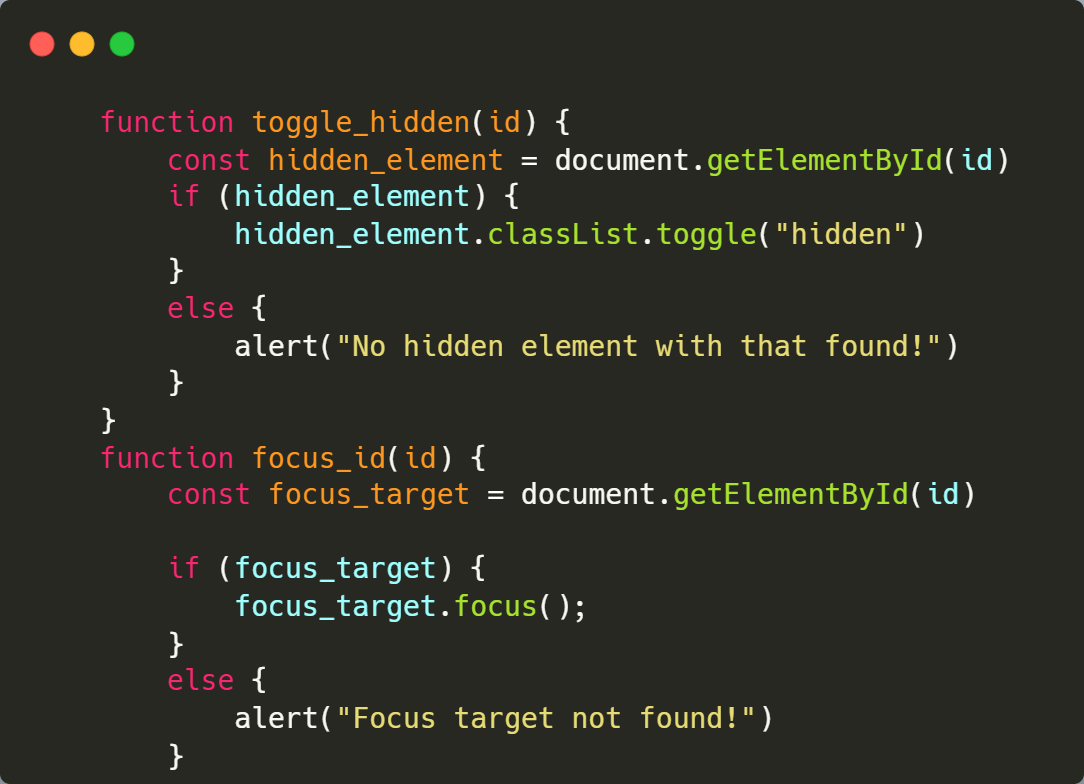 function toggle_hidden(id) {
    const hidden_element = document.getElementById(id)
    if (hidden_element) {
        hidden_element.classList.toggle("hidden")
    }
    else {
        alert("No hidden element with that found!")
    }
}
function focus_id(id) {
    const focus_target = document.getElementById(id)

    if (focus_target) {
        focus_target.focus();
    }
    else {
        alert("Focus target not found!")
    }